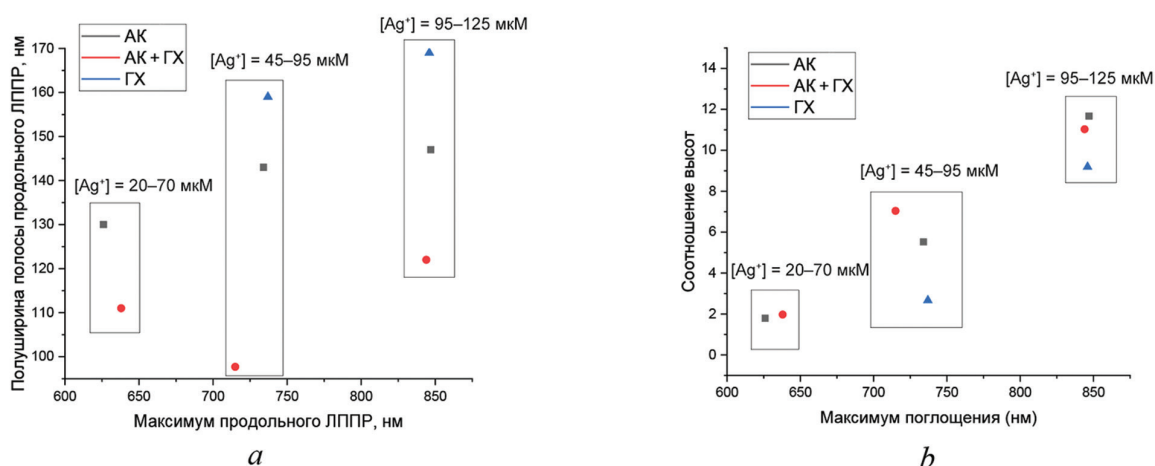 [Ag⁺] = 95–125 мкМ
АК
АК + ГХ
ГХ
[Ag⁺] = 45–95 мкМ
[Ag⁺] = 20–70 мкМ
Полуширина полосы продольного ЛППР, нм
170
160
150
140
130
120
110
100
600
650
700
750
800
850
Максимум продольного ЛППР, нм
a
АК
АК + ГХ
ГХ
[Ag⁺] = 95–125 мкМ
[Ag⁺] = 45–95 мкМ
[Ag⁺] = 20–70 мкМ
Соотношение высот
14
12
10
8
6
4
2
0
600
650
700
750
800
850
Максимум поглощения (нм)
b